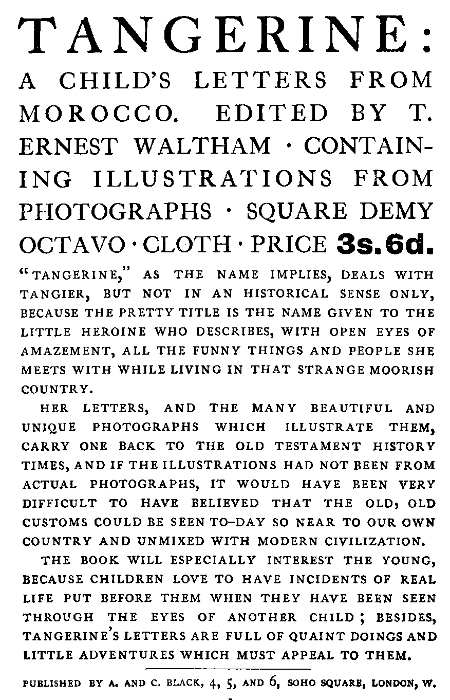 TANGERINE:
A CHILD'S LETTERS FROM
MOROCCO. EDITED BY T.
ERNEST WALTHAM · CONTAIN-
ING ILLUSTRATIONS FROM
PHOTOGRAPHS · SQUARE DEMY
OCTAVO · CLOTH · PRICE 3s. 6d.
"TANGERINE," AS THE NAME IMPLIES, DEALS WITH
TANGIER, BUT NOT IN AN HISTORICAL SENSE ONLY,
BECAUSE THE PRETTY TITLE IS THE NAME GIVEN TO THE
LITTLE HEROINE WHO DESCRIBES, WITH OPEN EYES OF
AMAZEMENT, ALL THE FUNNY THINGS AND PEOPLE SHE
MEETS WITH WHILE LIVING IN THAT STRANGE MOORISH
COUNTRY.
HER LETTERS, AND THE MANY BEAUTIFUL AND
UNIQUE PHOTOGRAPHS WHICH ILLUSTRATE THEM,
CARRY ONE BACK TO THE OLD TESTAMENT HISTORY
TIMES, AND IF THE ILLUSTRATIONS HAD NOT BEEN FROM
ACTUAL PHOTOGRAPHS, IT WOULD HAVE BEEN VERY
DIFFICULT TO HAVE BELIEVED THAT THE OLD, OLD
CUSTOMS COULD BE SEEN TO-DAY SO NEAR TO OUR OWN
COUNTRY AND UNMIXED WITH MODERN CIVILIZATION.
THE BOOK WILL ESPECIALLY INTEREST THE YOUNG,
BECAUSE CHILDREN LOVE TO HAVE INCIDENTS OF REAL
LIFE PUT BEFORE THEM WHEN THEY HAVE BEEN SEEN
THROUGH THE EYES OF ANOTHER CHILD; BESIDES,
TANGERINE'S LETTERS ARE FULL OF QUAINT DOINGS AND
LITTLE ADVENTURES WHICH MUST APPEAL TO THEM.
PUBLISHED BY A. AND C. BLACK, 4, 5, AND 6, SOHO SQUARE, LONDON, W.